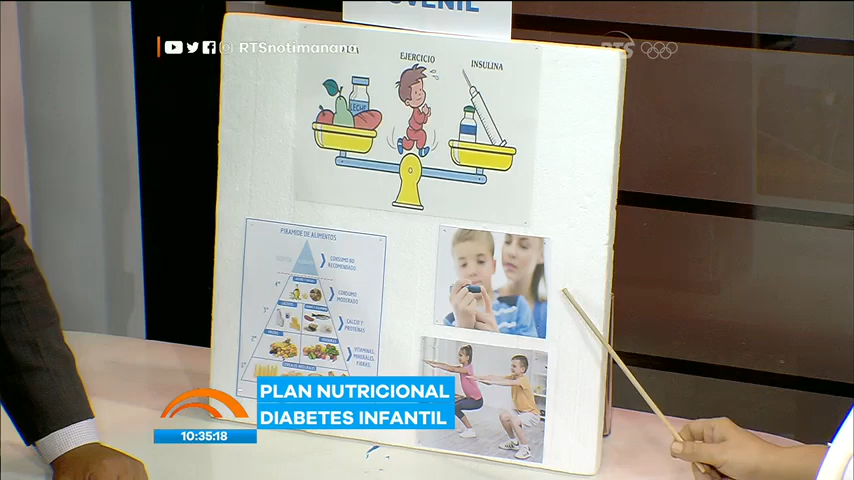 JUVENIL
RTSnotimanana
RTS
EJERCICIO
INSULINA
LECHE
PIRAMIDE DE ALIMENTOS
CONSUMO NO
RECOMENDADO
CONSUMO
MODERADO
CALCIO Y
PROTEINAS
VITAMINAS,
MINERALES,
FIBRAS.
PLAN NUTRICIONAL
DIABETES INFANTIL
10:35:18